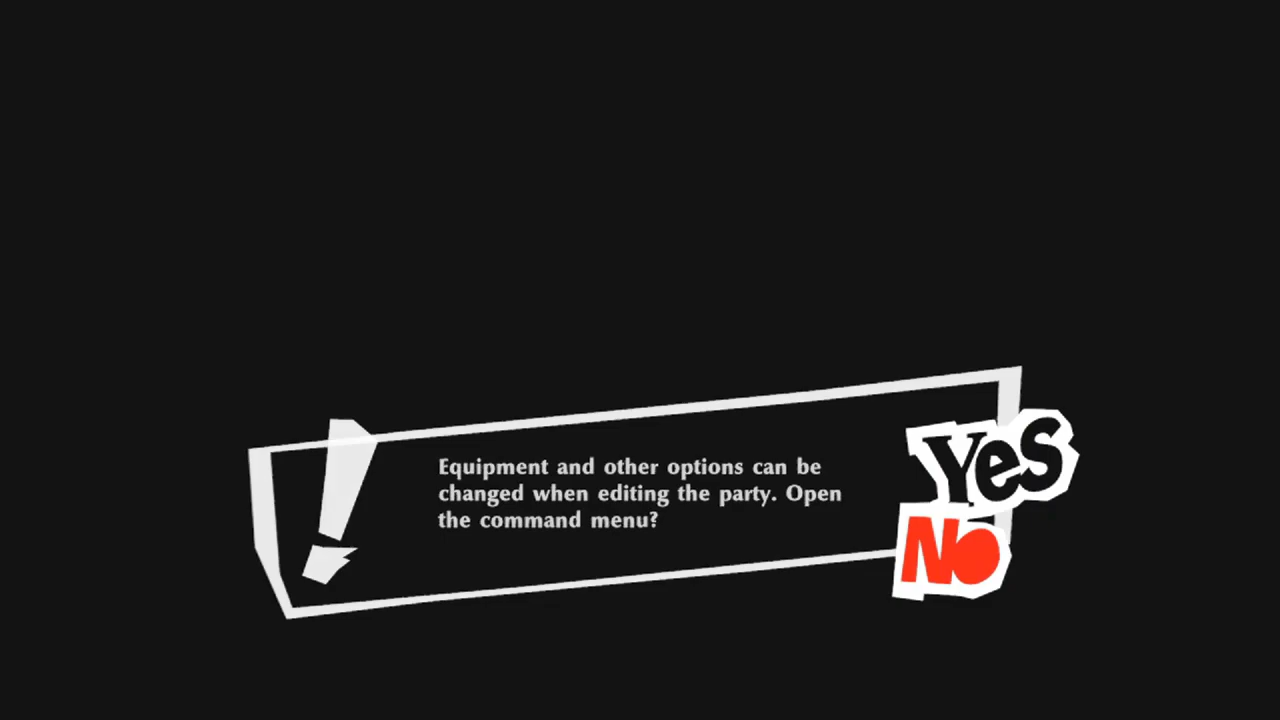 Equipment and other options can be
changed when editing the party. Open
the command menu?
Yes
No